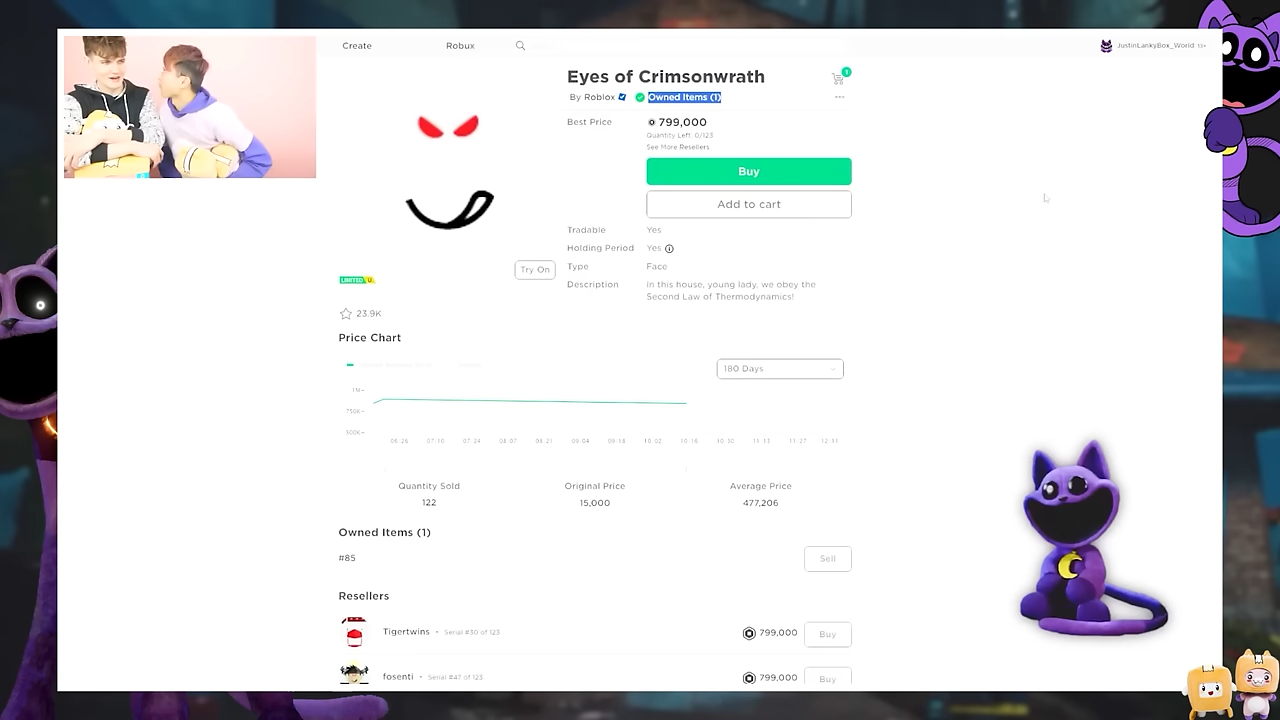 Create
Robux
JustinLankyBox_World 13+
Eyes of Crimsonwrath
1
By Roblox
Owned Items (1)
Best Price
799,000
Quantity Left: 0/123
See More Resellers
Buy
Add to cart
Tradable
Yes
Holding Period
Yes
Type
Face
Description
In this house, young lady, we obey the
Second Law of Thermodynamics!
Try On
LIMITED U
23.9K
Price Chart
180 Days
1M
750K
500K
06-26 07-10 07-24 08-07 08-21 09-04 09-18 10-02 10-16 10-30 11-13 11-27 12-11
Quantity Sold
122
Original Price
15,000
Average Price
477,206
Owned Items (1)
#85
Sell
Resellers
Tigertwins • Serial #30 of 123
799,000
Buy
fosenti • Serial #47 of 123
799,000
Buy